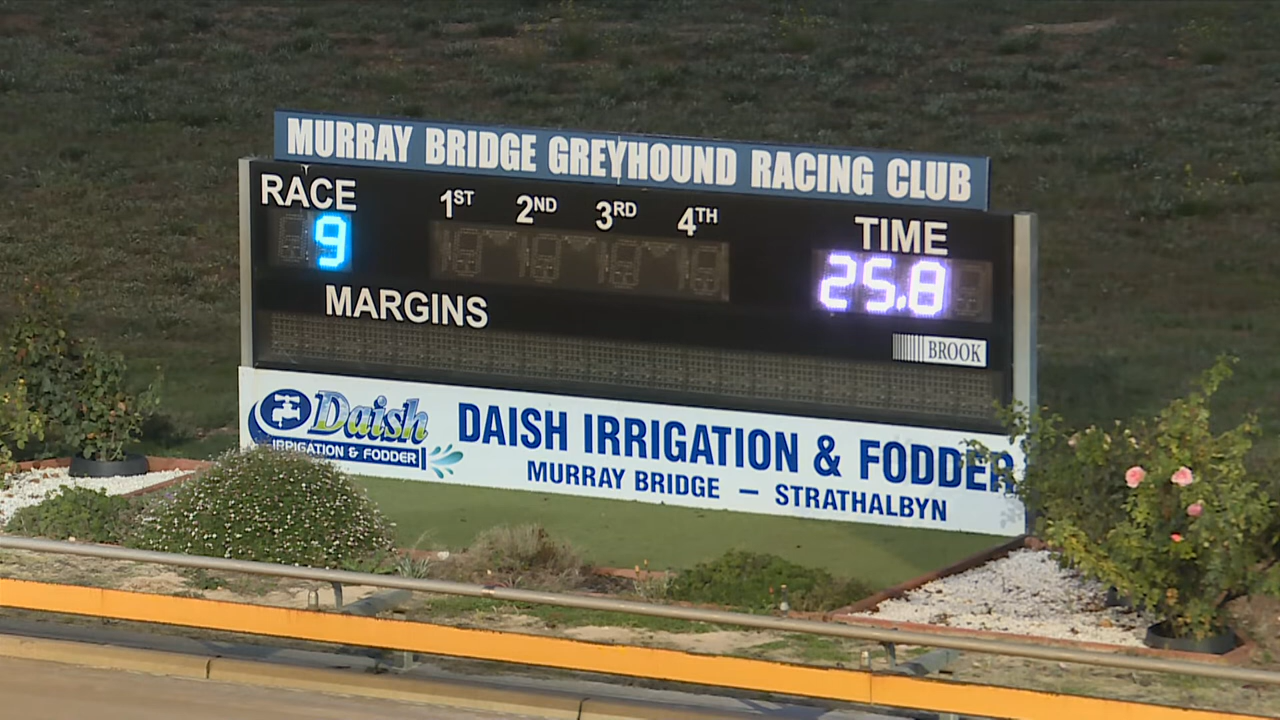 MURRAY BRIDGE GREYHOUND RACING CLUB
RACE 1ST 2ND 3RD 4TH TIME
9 25.8
MARGINS
BROOK
Daish
IRRIGATION & FODDER
DAISH IRRIGATION & FODDER
MURRAY BRIDGE – STRATHALBYN